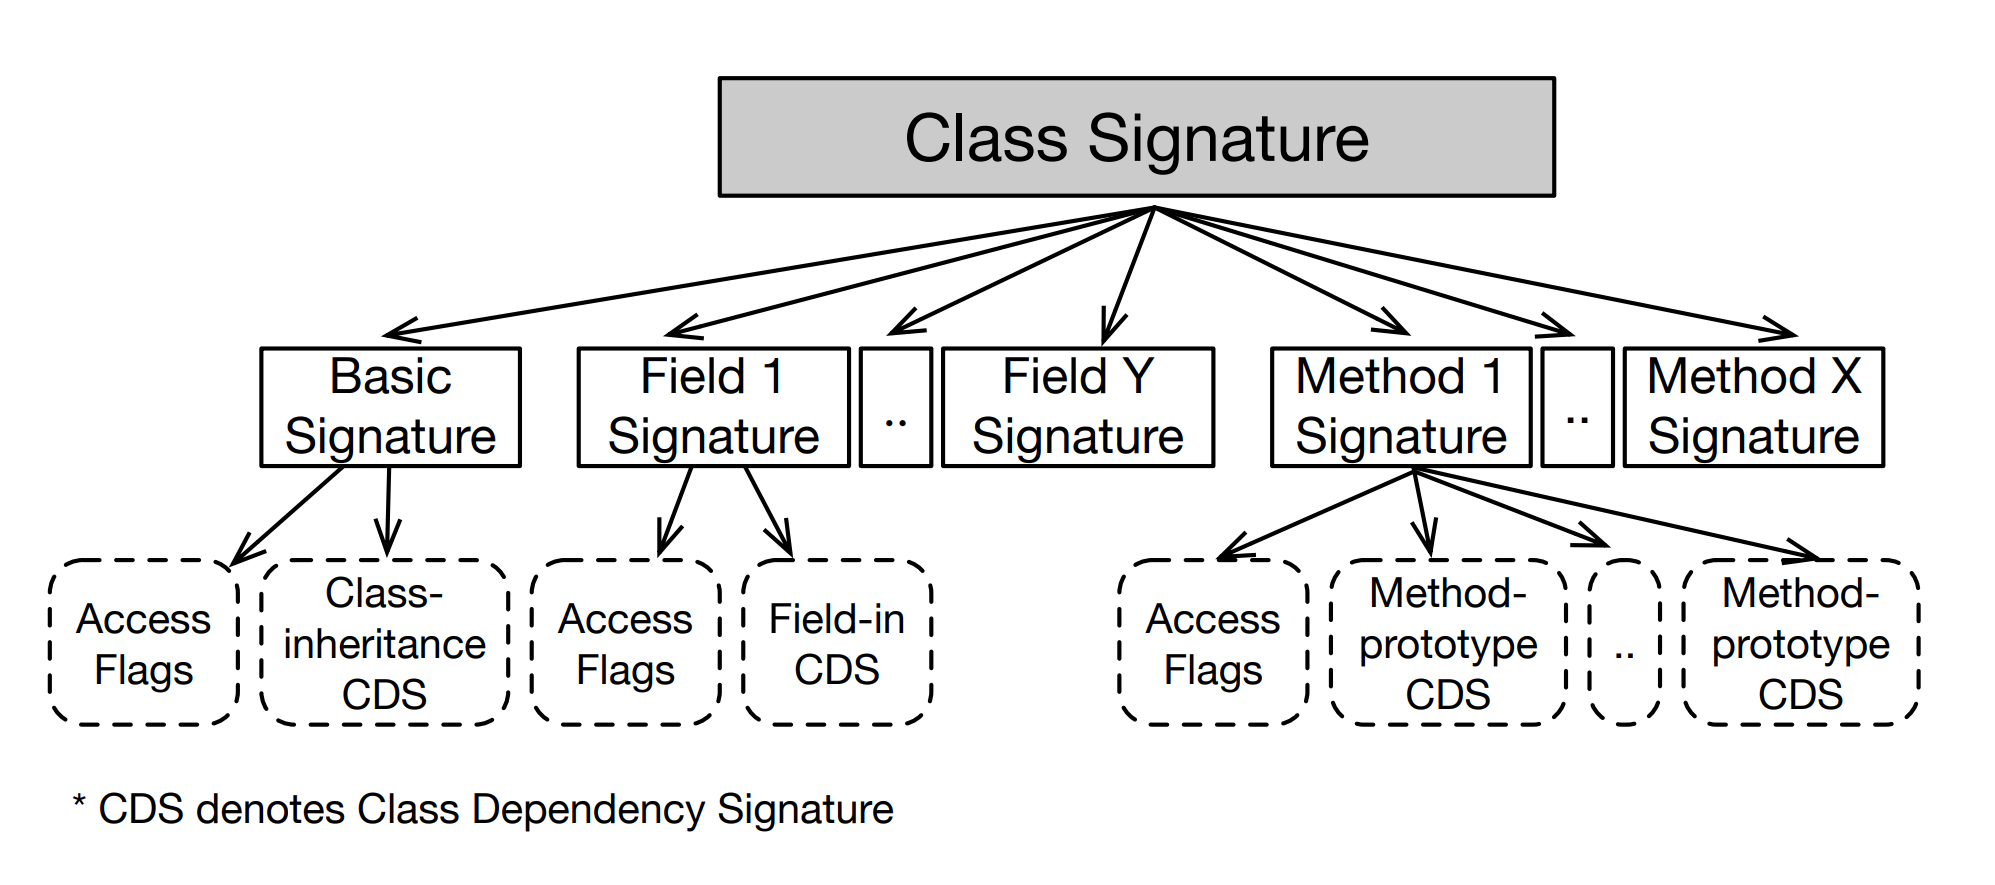 Class Signature
Basic
Signature
Field 1
Signature
..
Field Y
Signature
Method 1
Signature
..
Method X
Signature
Access
Flags
Class-
inheritance
CDS
Access
Flags
Field-in
CDS
Access
Flags
Method-
prototype
CDS
..
Method-
prototype
CDS
* CDS denotes Class Dependency Signature